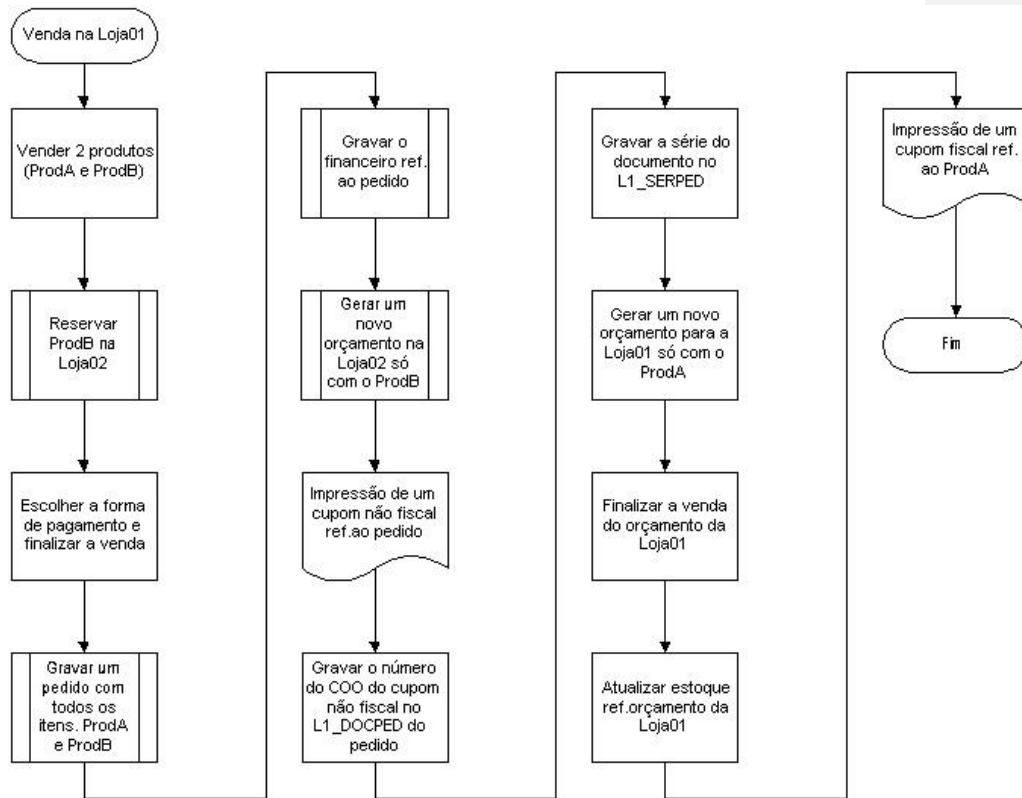 Venda na Loja01
Vender 2 produtos
(ProdA e ProdB)
Reservar
ProdB na
Loja02
Escolher a forma
de pagamento e
finalizar a venda
Gravar um
pedido com
todos os
itens. ProdA
e ProdB
Gravar o
financeiro ref.
ao pedido
Gerar um
novo
orçamento na
Loja02 só
com o ProdB
Impressão de um
cupom não fiscal
ref.ao pedido
Gravar o número
do COO do cupom
não fiscal no
L1_DOCPED do
pedido
Gravar a série do
documento no
L1_SERPED
Gerar um novo
orçamento para a
Loja01 só com o
ProdA
Finalizar a venda
do orçamento da
Loja01
Atualizar estoque
ref.orçamento da
Loja01
Impressão de um
cupom fiscal ref.
ao ProdA
Fim